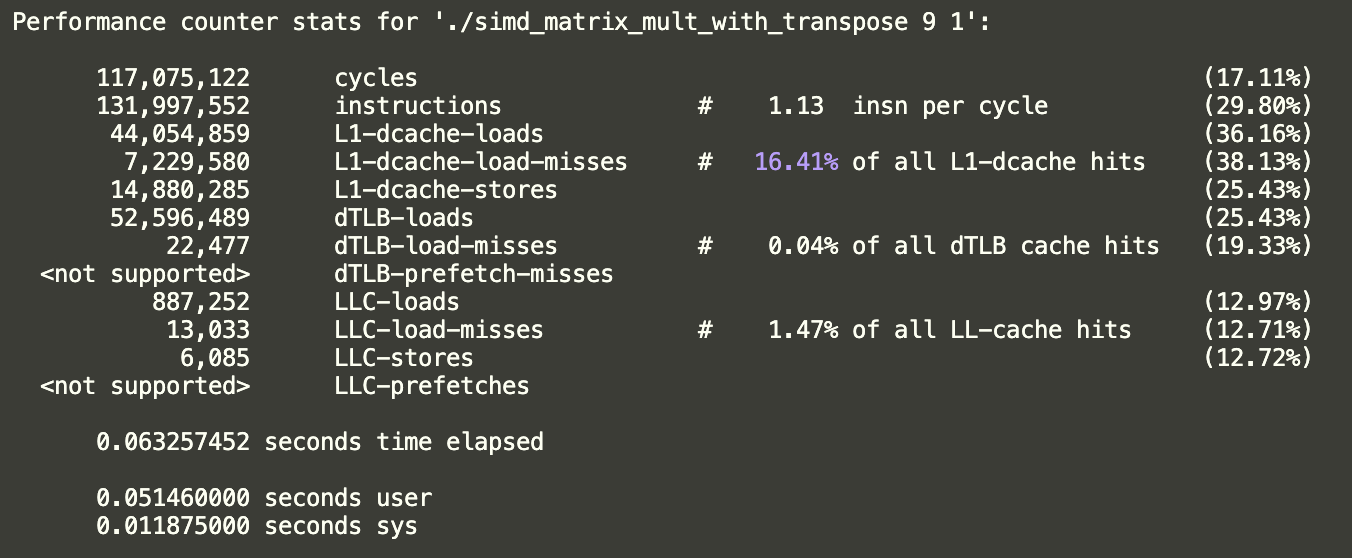 Performance counter stats for './simd_matrix_mult_with_transpose 9 1':
117,075,122 cycles (17.11%)
131,997,552 instructions # 1.13 insn per cycle (29.80%)
44,054,859 L1-dcache-loads (36.16%)
7,229,580 L1-dcache-load-misses # 16.41% of all L1-dcache hits (38.13%)
14,880,285 L1-dcache-stores (25.43%)
52,596,489 dTLB-loads (25.43%)
22,477 dTLB-load-misses # 0.04% of all dTLB cache hits (19.33%)
<not supported> dTLB-prefetch-misses
887,252 LLC-loads (12.97%)
13,033 LLC-load-misses # 1.47% of all LL-cache hits (12.71%)
6,085 LLC-stores (12.72%)
<not supported> LLC-prefetches
0.063257452 seconds time elapsed
0.051460000 seconds user
0.011875000 seconds sys